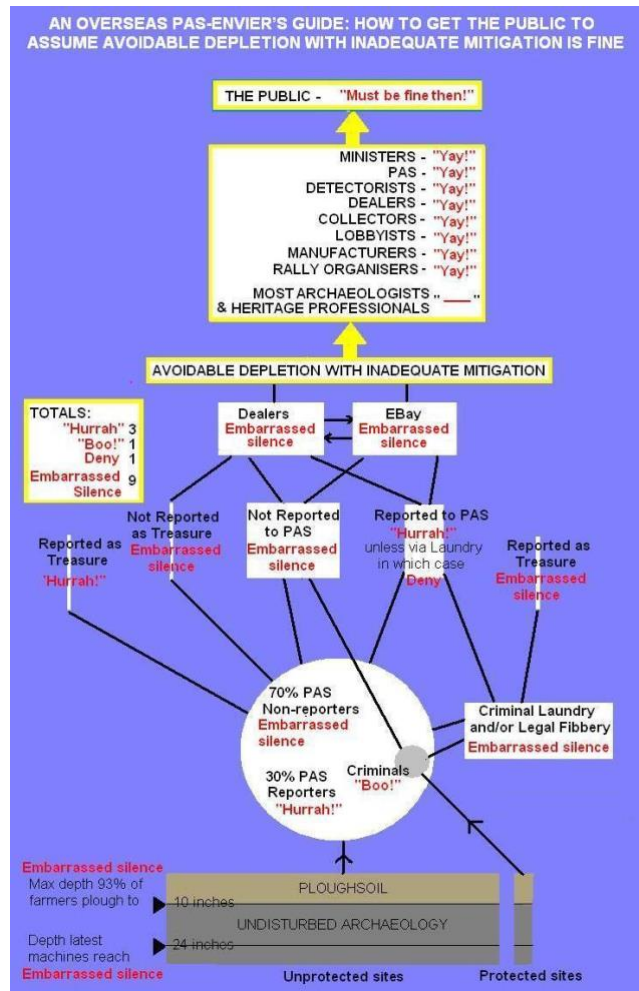 AN OVERSEAS PAS-ENVIER'S GUIDE: HOW TO GET THE PUBLIC TO
ASSUME AVOIDABLE DEPLETION WITH INADEQUATE MITIGATION IS FINE
THE PUBLIC - "Must be fine then!"
MINISTERS - "Yay!"
PAS - "Yay!"
DETECTORISTS - "Yay!"
DEALERS - "Yay!"
COLLECTORS - "Yay!"
LOBBYISTS - "Yay!"
MANUFACTURERS - "Yay!"
RALLY ORGANISERS - "Yay!"
MOST ARCHAEOLOGISTS
& HERITAGE PROFESSIONALS "___"
AVOIDABLE DEPLETION WITH INADEQUATE MITIGATION
TOTALS:
"Hurrah" 3
"Boo!" 1
Deny 1
Embarrassed
Silence 9
Dealers
Embarrassed
silence
EBay
Embarrassed
silence
Reported as
Treasure
'Hurrah!"
Not Reported
as Treasure
Embarrassed
silence
Not Reported
to PAS
Embarrassed
silence
Reported to PAS
"Hurrah!"
unless via Laundry
in which case
Deny
Reported as
Treasure
Embarrassed
silence
70% PAS
Non-reporters
Embarrassed
silence
30% PAS
Reporters
"Hurrah!"
Criminals
"Boo!"
Criminal Laundry
and/or Legal Fibbery
Embarrassed silence
Embarrassed silence
Max depth 93% of
farmers plough to
10 inches
PLOUGHSOIL
UNDISTURBED ARCHAEOLOGY
Depth latest
machines reach
24 inches
Embarrassed silence
Unprotected sites
Protected sites